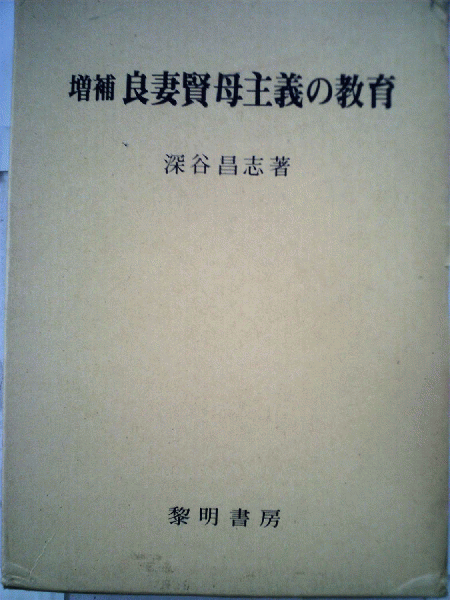 増補 良妻賢母主義の教育
深谷昌志著
黎明書房